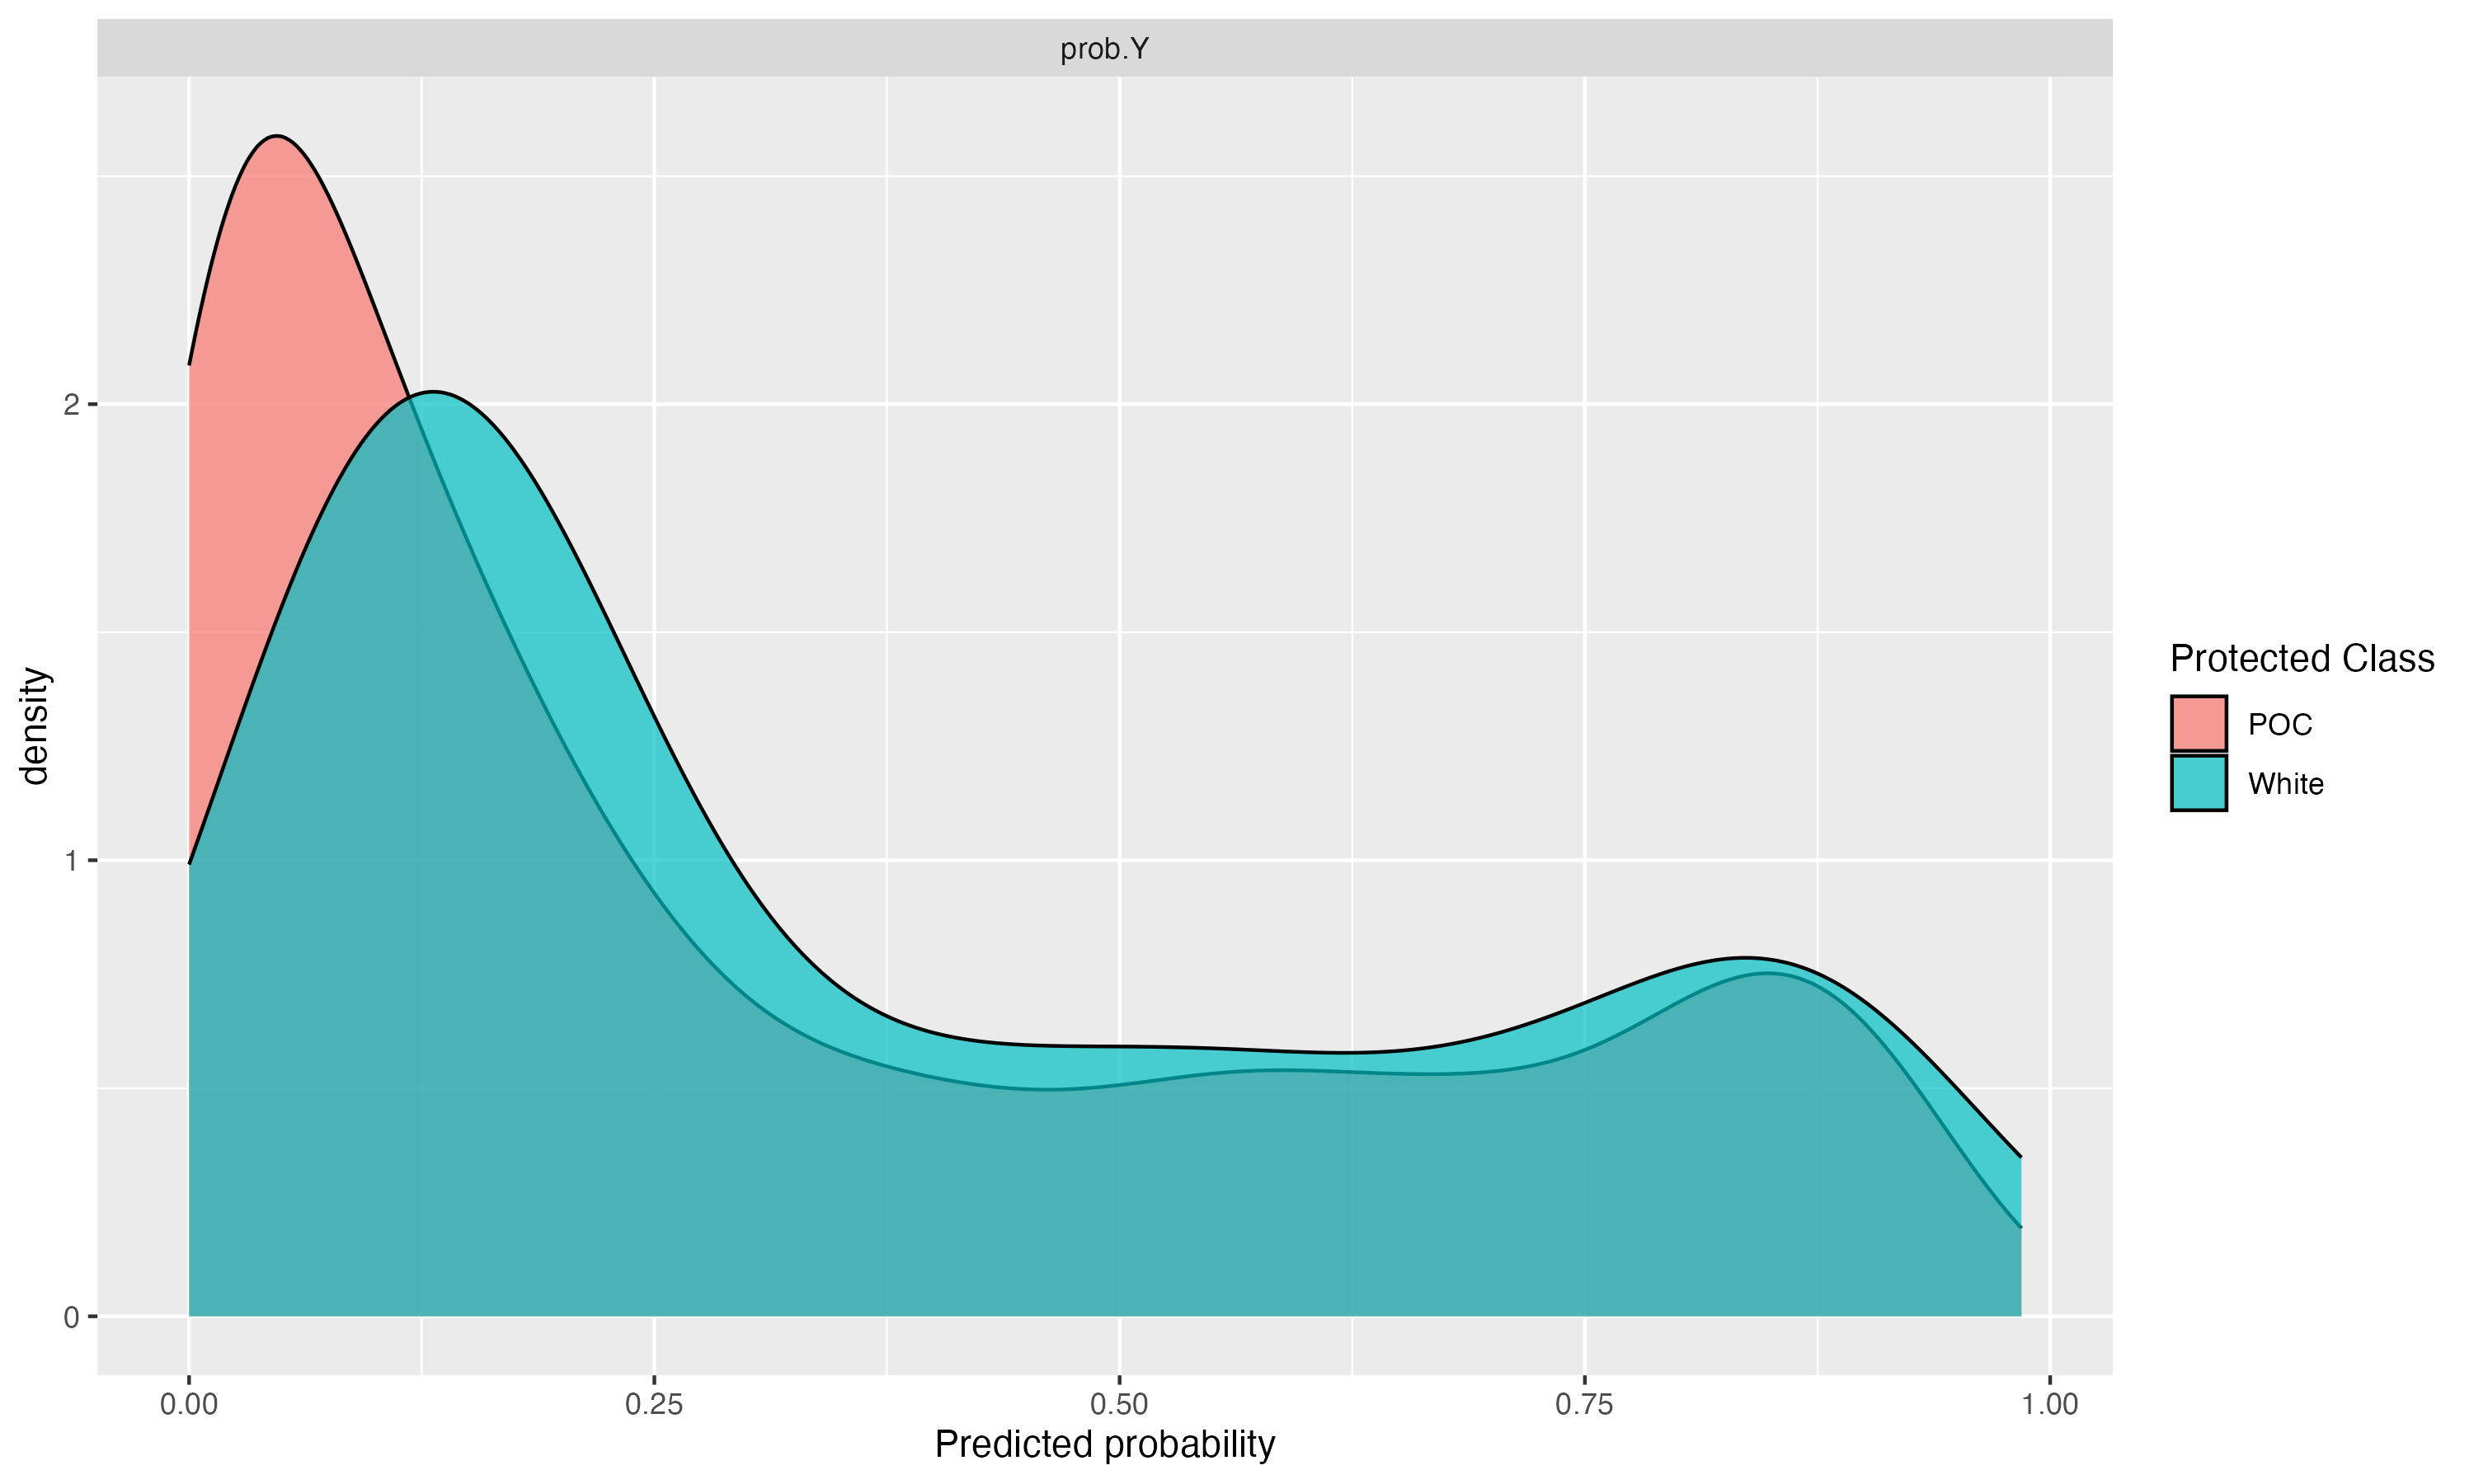 prob.Y
density
2
1
0
0.00 0.25 0.50 0.75 1.00
Predicted probability
Protected Class
POC
White